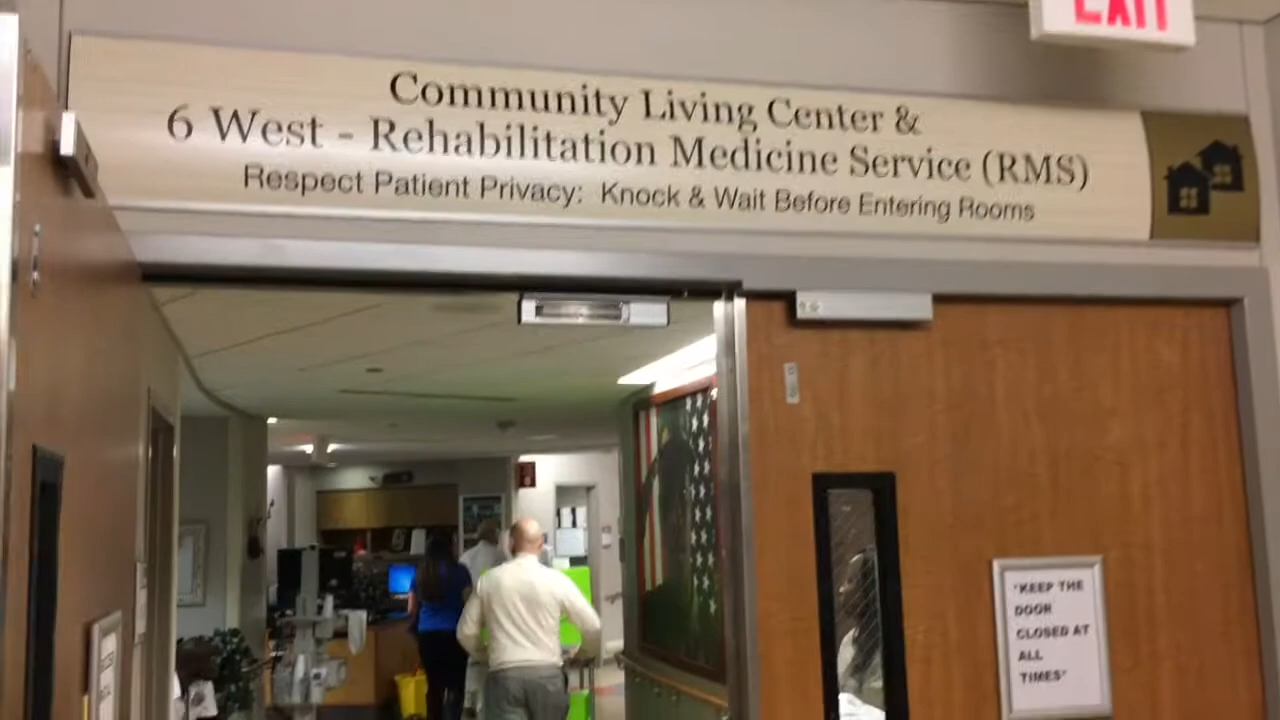 EXIT
Community Living Center &
6 West - Rehabilitation Medicine Service (RMS)
Respect Patient Privacy: Knock & Wait Before Entering Rooms
"KEEP THE
DOOR
CLOSED AT
ALL
TIMES"